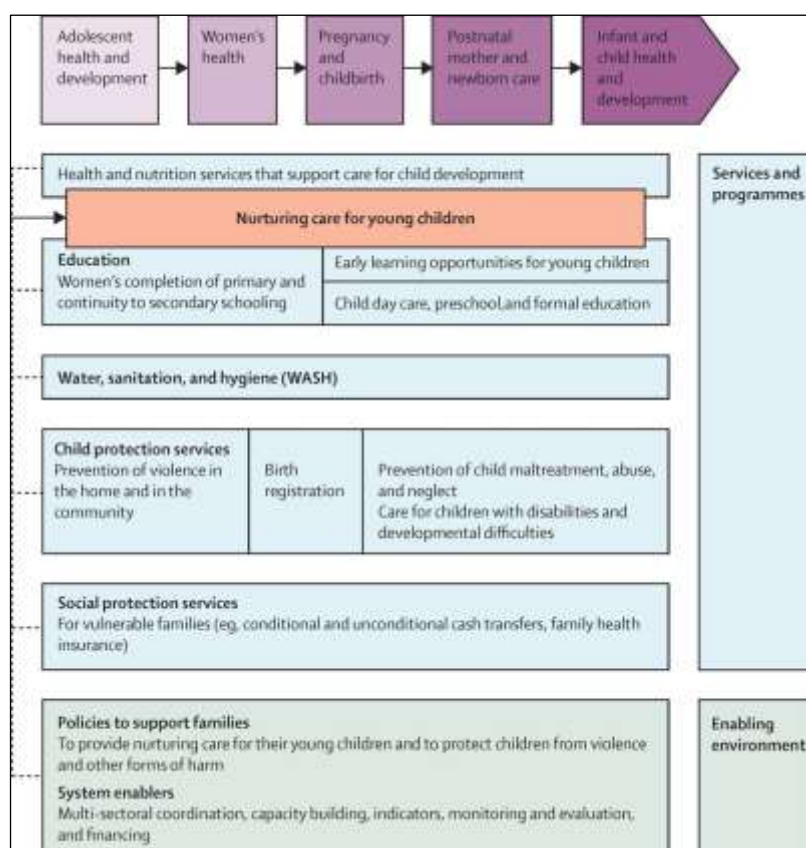 Adolescent
health and
development
Women's
health
Pregnancy
and
childbirth
Postnatal
mother and
newborn care
Infant and
child health
and
development
Health and nutrition services that support care for child development
Nurturing care for young children
Education
Women's completion of primary and
continuity to secondary schooling
Early learning opportunities for young children
Child day care, preschool,and formal education
Water, sanitation, and hygiene (WASH)
Child protection services
Prevention of violence in
the home and in the
community
Birth
registration
Prevention of child maltreatment, abuse,
and neglect
Care for children with disabilities and
developmental difficulties
Social protection services
For vulnerable families (eg, conditional and unconditional cash transfers, family health
insurance)
Services and
programmes
Policies to support families
To provide nurturing care for their young children and to protect children from violence
and other forms of harm
System enablers
Multi-sectoral coordination, capacity building, indicators, monitoring and evaluation,
and financing
Enabling
environment